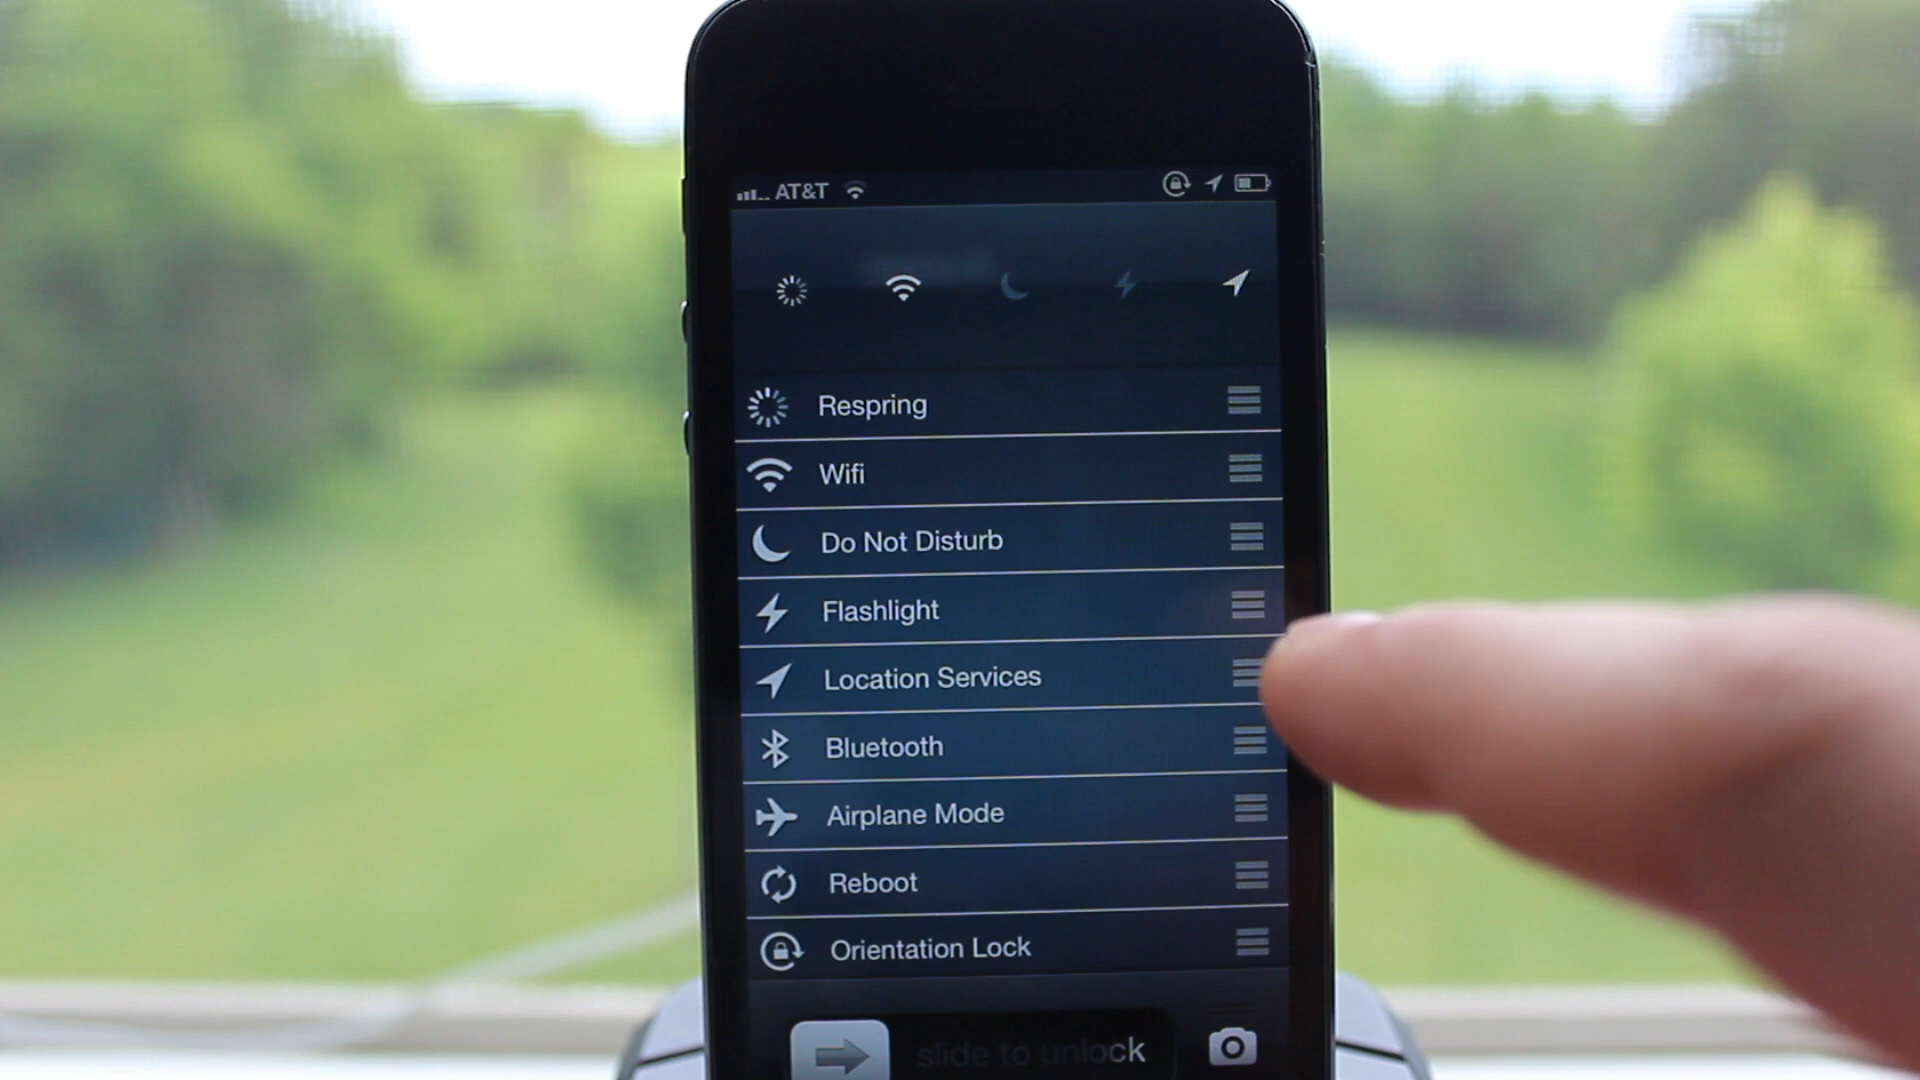 AT&T
Respring
Wifi
Do Not Disturb
Flashlight
Location Services
Bluetooth
Airplane Mode
Reboot
Orientation Lock
slide to unlock